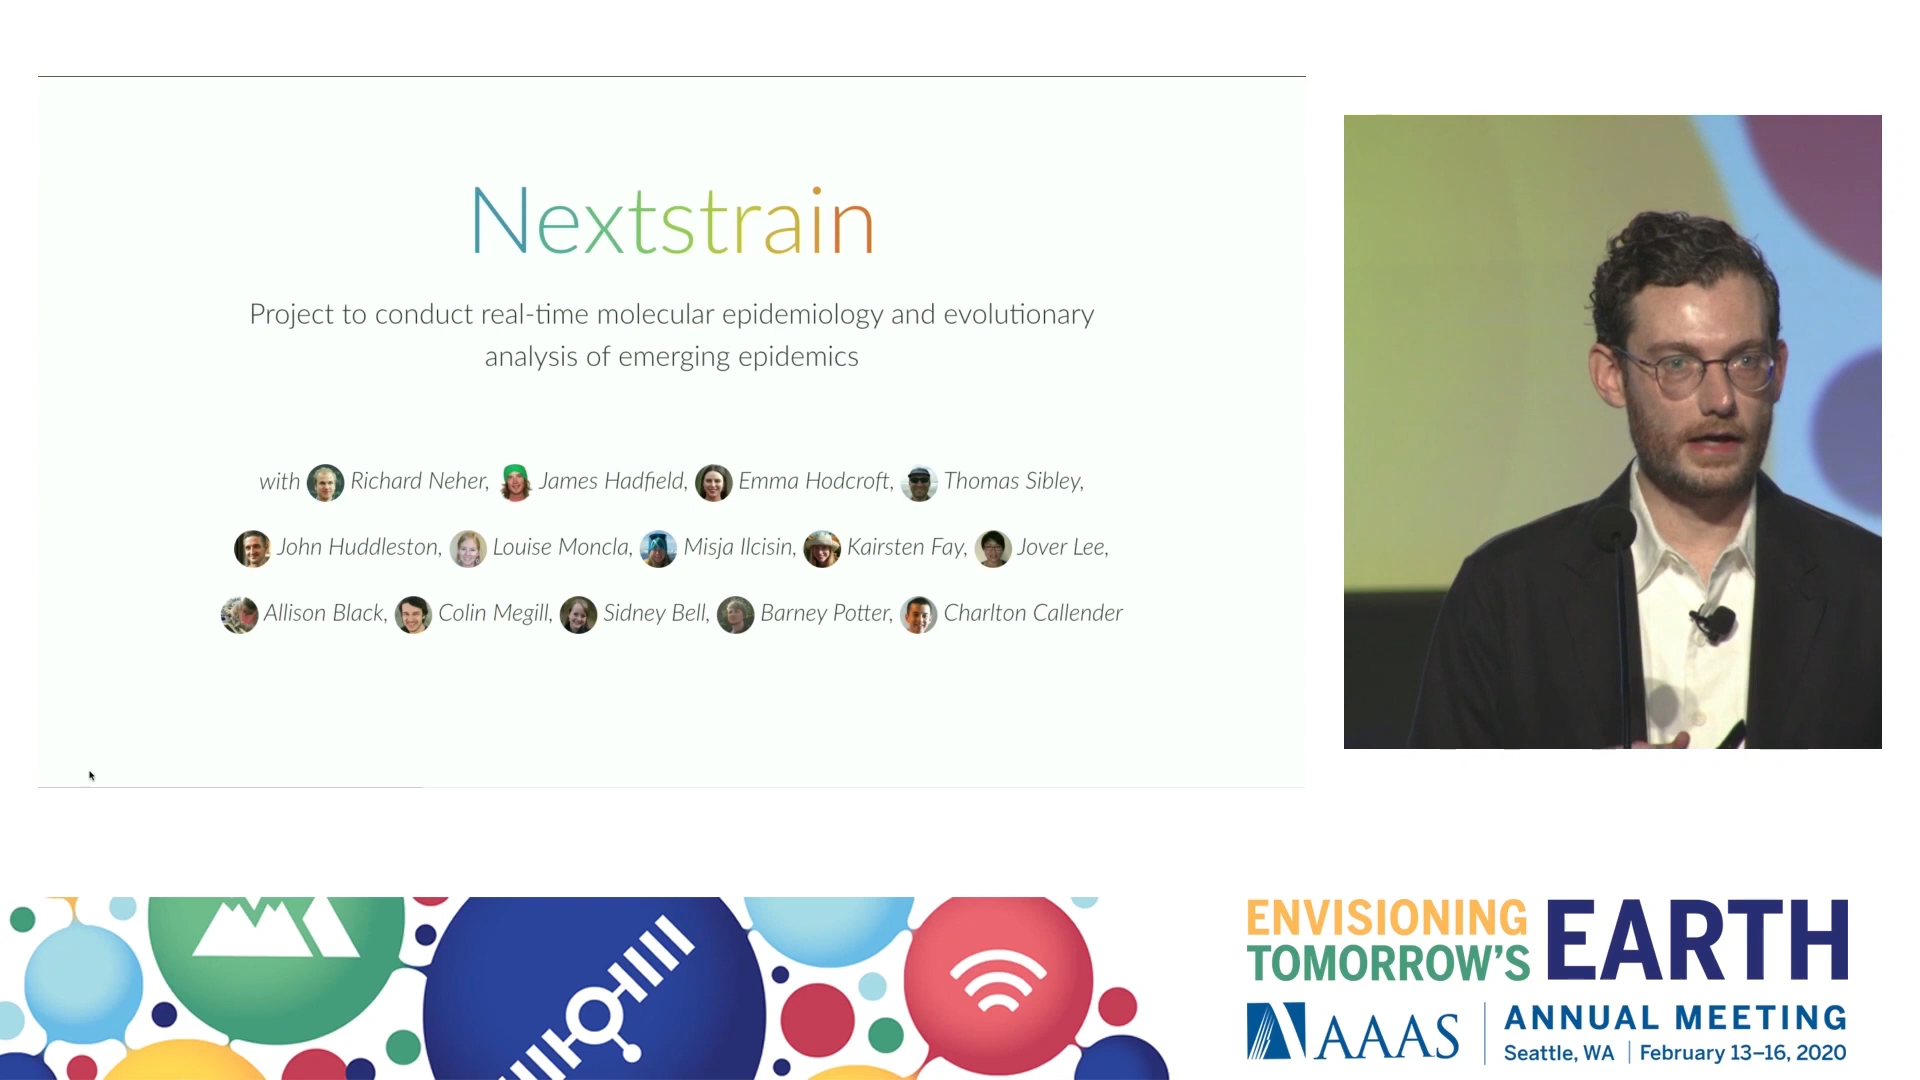 Nextstrain
Project to conduct real-time molecular epidemiology and evolutionary
analysis of emerging epidemics
with Richard Neher, James Hadfield, Emma Hodcroft, Thomas Sibley,
John Huddleston, Louise Moncla, Misja Ilcisin, Kairsten Fay, Jover Lee,
Allison Black, Colin Megill, Sidney Bell, Barney Potter, Charlton Callender
ENVISIONING
TOMORROW'S
EARTH
AAAS
ANNUAL MEETING
Seattle, WA | February 13–16, 2020